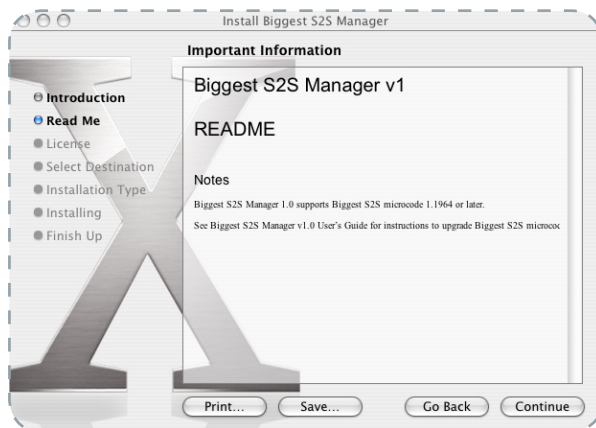 Install Biggest S2S Manager
Important Information
Introduction
Read Me
License
Select Destination
Installation Type
Installing
Finish Up
Biggest S2S Manager v1
README
Notes
Biggest S2S Manager 1.0 supports Biggest S2S microcode 1.1964 or later.
See Biggest S2S Manager v1.0 User's Guide for instructions to upgrade Biggest S2S
Print...
Save...
Go Back
Continue